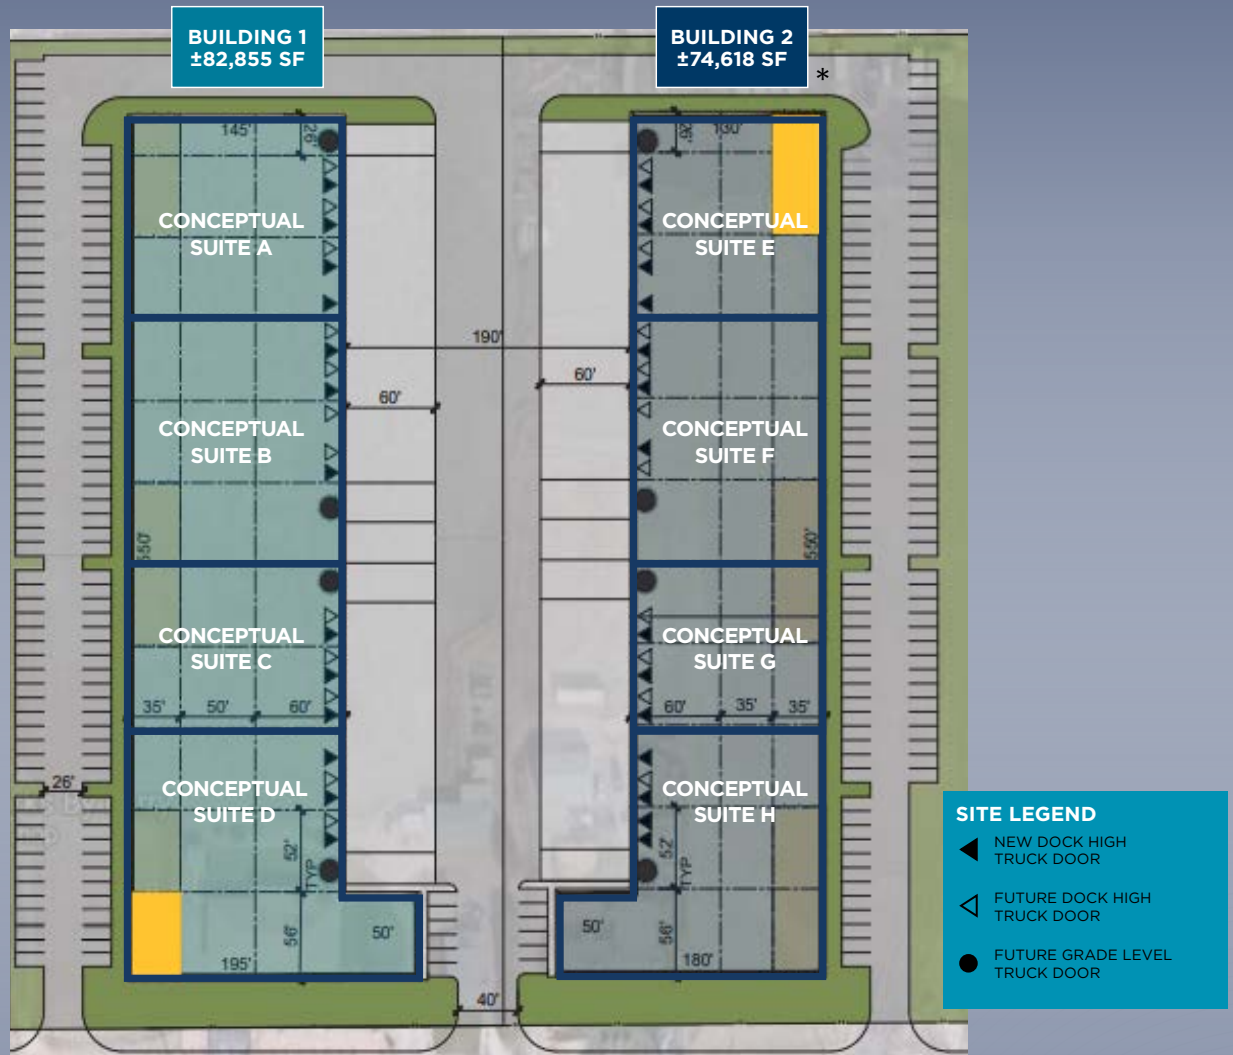 BUILDING 1
±82,855 SF
BUILDING 2
±74,618 SF
*
145'
26'
26'
130'
CONCEPTUAL
SUITE A
CONCEPTUAL
SUITE E
190'
60'
60'
CONCEPTUAL
SUITE B
CONCEPTUAL
SUITE F
550'
550'
CONCEPTUAL
SUITE C
CONCEPTUAL
SUITE G
35'
50'
60'
60'
35'
35'
26'
CONCEPTUAL
SUITE D
CONCEPTUAL
SUITE H
52'
TYP
52'
TYP
56'
50'
50'
56'
195'
180'
40'
SITE LEGEND
NEW DOCK HIGH
TRUCK DOOR
FUTURE DOCK HIGH
TRUCK DOOR
FUTURE GRADE LEVEL
TRUCK DOOR